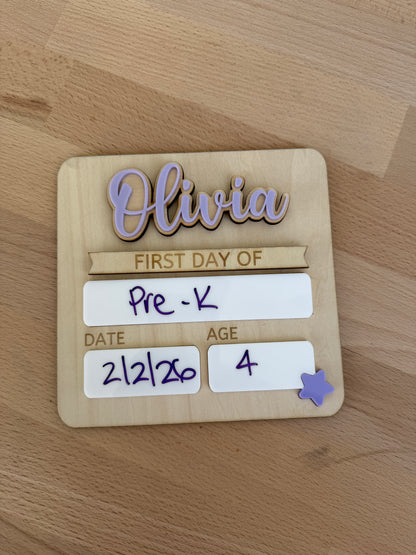 Olivia
FIRST DAY OF
Pre-K
DATE AGE
2/2/26 4